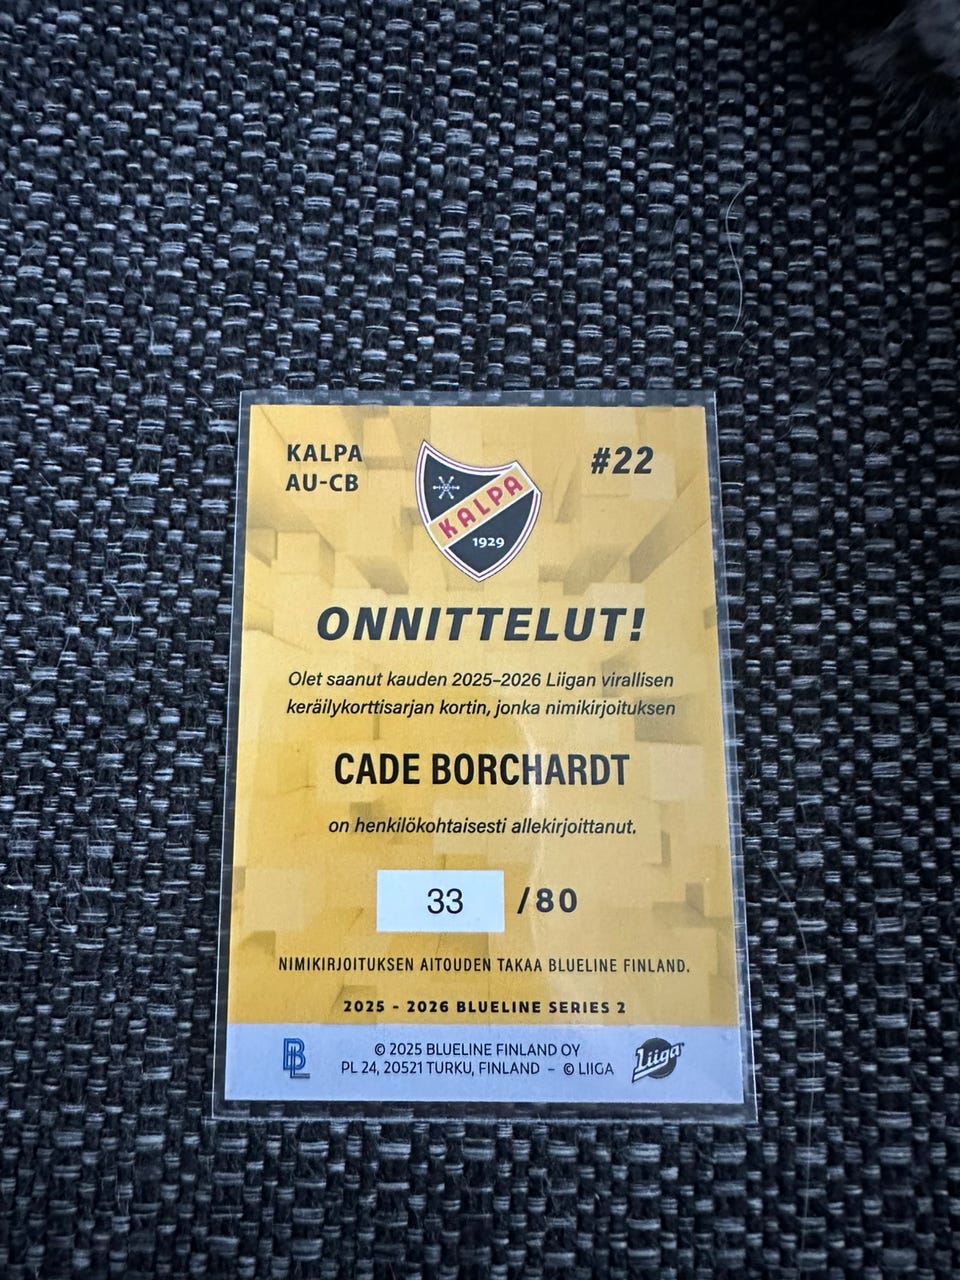 KALPA
AU-CB
#22
KALPA
1929
ONNITTELUT!
Olet saanut kauden 2025–2026 Liigan virallisen
keräilykorttisarjan kortin, jonka nimikirjoituksen
CADE BORCHARDT
on henkilökohtaisesti allekirjoittanut.
33 /80
NIMIKIRJOITUKSEN AITOUDEN TAKAA BLUELINE FINLAND.
2025 - 2026 BLUELINE SERIES 2
BL
© 2025 BLUELINE FINLAND OY
PL 24, 20521 TURKU, FINLAND – © LIIGA
Liiga